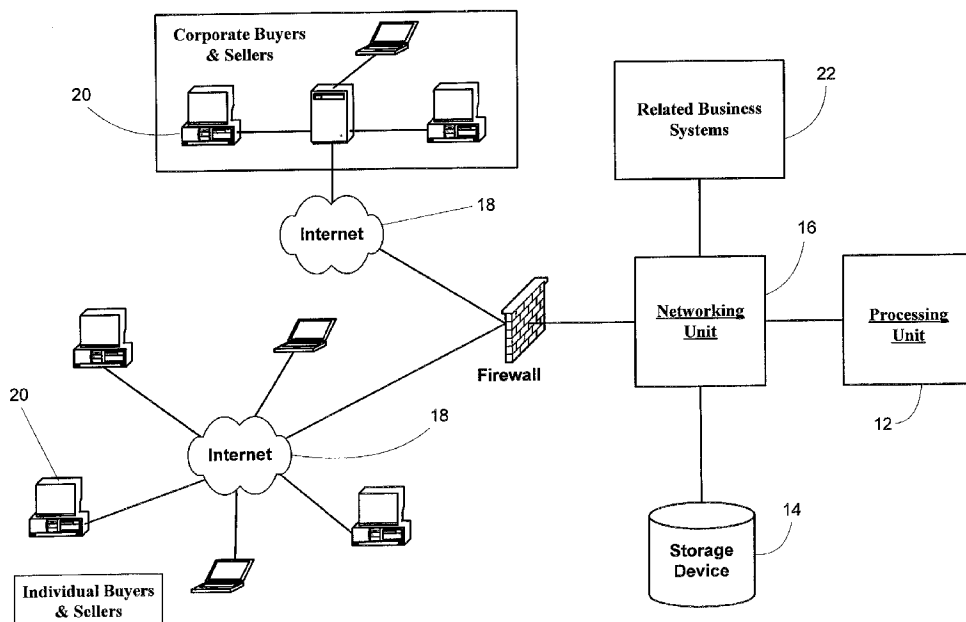 Corporate Buyers
& Sellers
20
22
Related Business
Systems
18
Internet
16
Networking
Unit
Processing
Unit
Firewall
12
20
18
Internet
14
Storage
Device
Individual Buyers
& Sellers